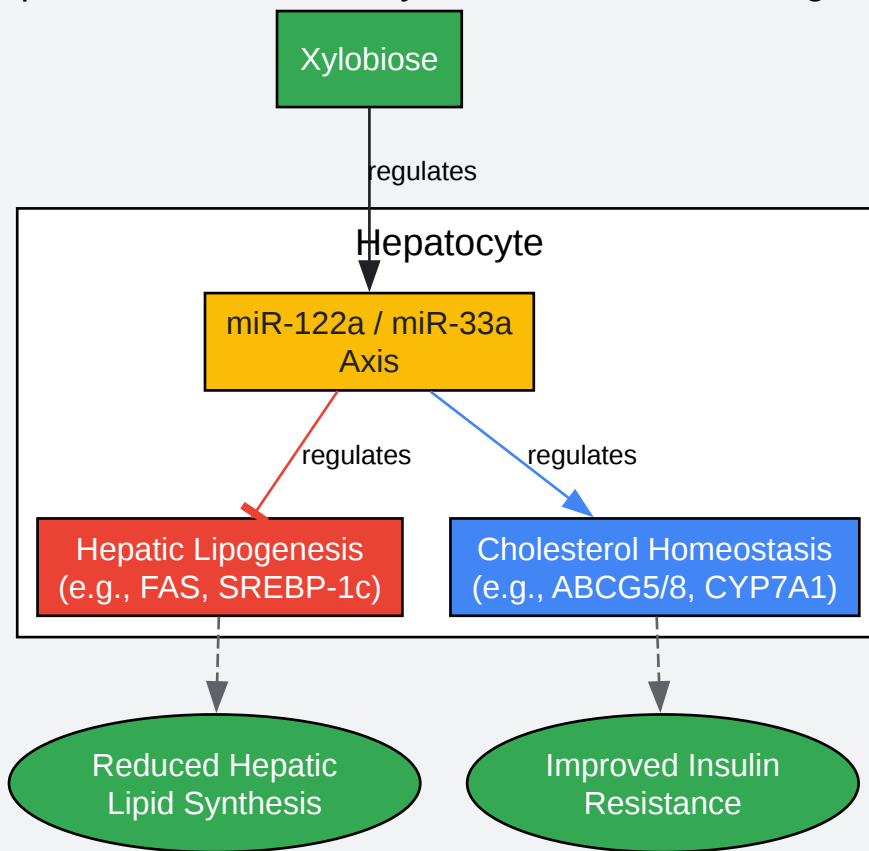 Xylobiose
regulates
Hepatocyte
miR-122a / miR-33a
Axis
regulates
regulates
Hepatic Lipogenesis
(e.g., FAS, SREBP-1c)
Cholesterol Homeostasis
(e.g., ABCG5/8, CYP7A1)
Reduced Hepatic
Lipid Synthesis
Improved Insulin
Resistance